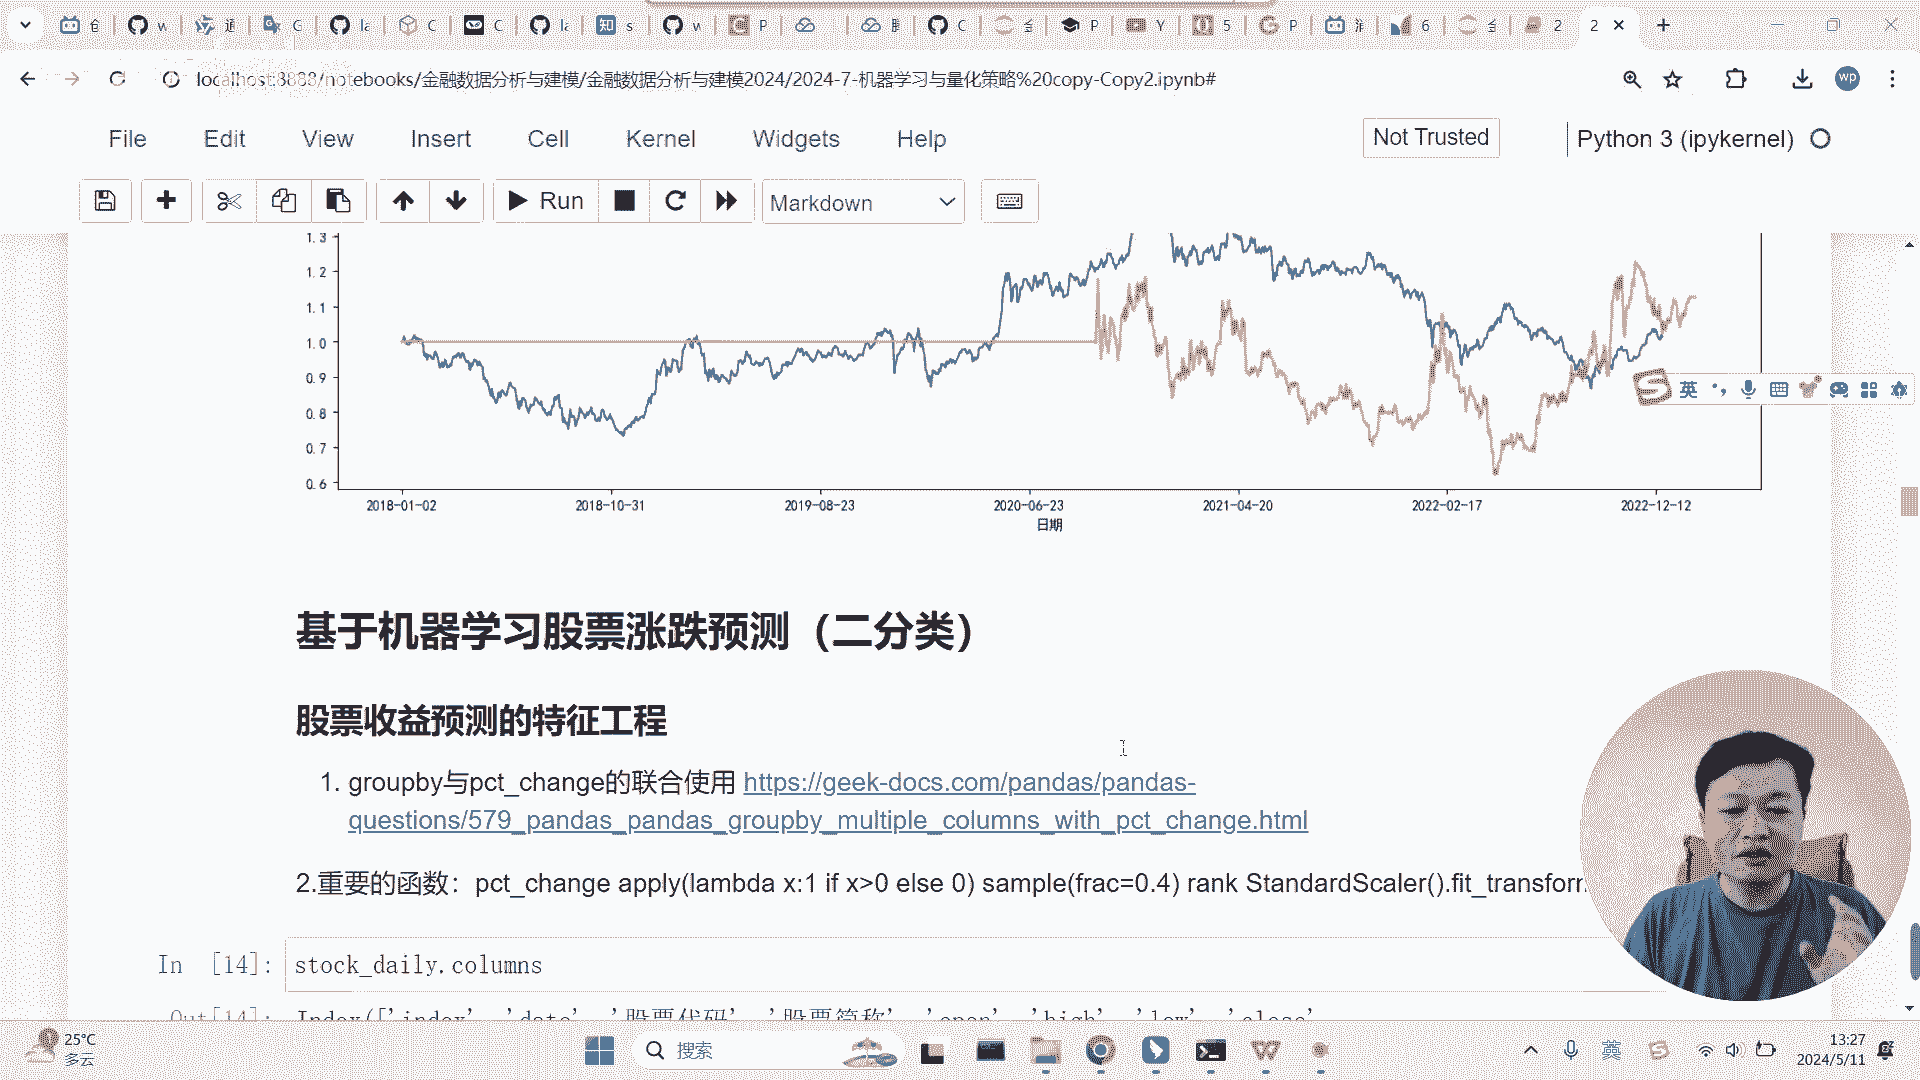 localhost:8888/notebooks/金融数据分析与建模/金融数据分析与建模2024/2024-7-机器学习与量化策略%20copy-Copy2.ipynb#
wp
File Edit View Insert Cell Kernel Widgets Help
Not Trusted
Python 3 (ipykernel)
Run
Markdown
1.3
1.2
1.1
1.0
0.9
0.8
0.7
0.6
2018-01-02 2018-10-31 2019-08-23 2020-06-23 2021-04-20 2022-02-17 2022-12-12
日期
英
基于机器学习股票涨跌预测（二分类）
股票收益预测的特征工程
1. groupby与pct_change的联合使用 https://geek-docs.com/pandas/pandas-
questions/579_pandas_pandas_groupby_multiple_columns_with_pct_change.html
2.重要的函数：pct_change apply(lambda x:1 if x>0 else 0) sample(frac=0.4) rank StandardScaler().fit_transform
In [14]: stock_daily.columns
Out[14]: Index(['index', 'date', '股票代码', '股票简称', 'open', 'high', 'low', 'close',
25°C
多云
搜索
英
13:27
2024/5/11